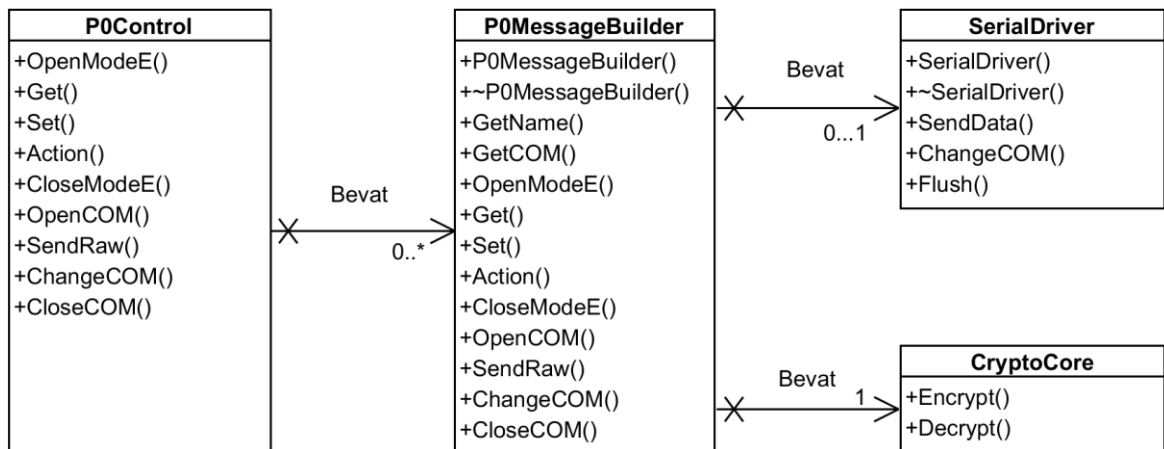 P0Control
+OpenModeE()
+Get()
+Set()
+Action()
+CloseModeE()
+OpenCOM()
+SendRaw()
+ChangeCOM()
+CloseCOM()
Bevat
0..*
P0MessageBuilder
+P0MessageBuilder()
+~P0MessageBuilder()
+GetName()
+GetCOM()
+OpenModeE()
+Get()
+Set()
+Action()
+CloseModeE()
+OpenCOM()
+SendRaw()
+ChangeCOM()
+CloseCOM()
Bevat
0...1
SerialDriver
+SerialDriver()
+~SerialDriver()
+SendData()
+ChangeCOM()
+Flush()
Bevat
1
CryptoCore
+Encrypt()
+Decrypt()